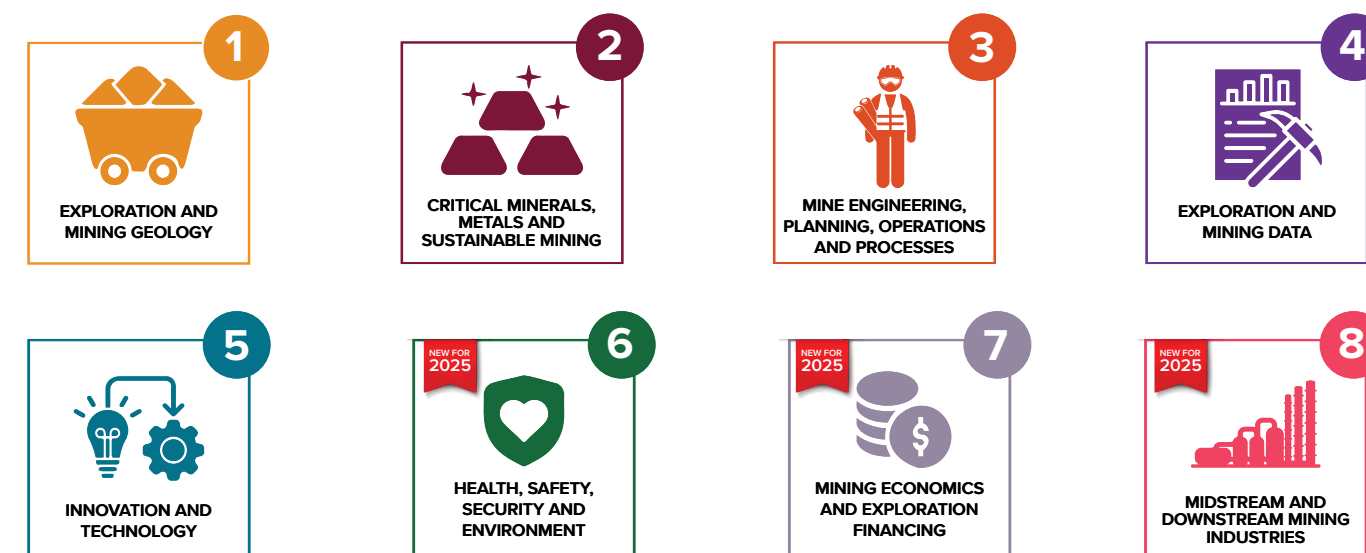 1
EXPLORATION AND
MINING GEOLOGY
2
CRITICAL MINERALS,
METALS AND
SUSTAINABLE MINING
3
MINE ENGINEERING,
PLANNING, OPERATIONS
AND PROCESSES
4
EXPLORATION AND
MINING DATA
5
INNOVATION AND
TECHNOLOGY
NEW FOR
2025
6
HEALTH, SAFETY,
SECURITY AND
ENVIRONMENT
NEW FOR
2025
7
$
MINING ECONOMICS
AND EXPLORATION
FINANCING
NEW FOR
2025
8
MIDSTREAM AND
DOWNSTREAM MINING
INDUSTRIES